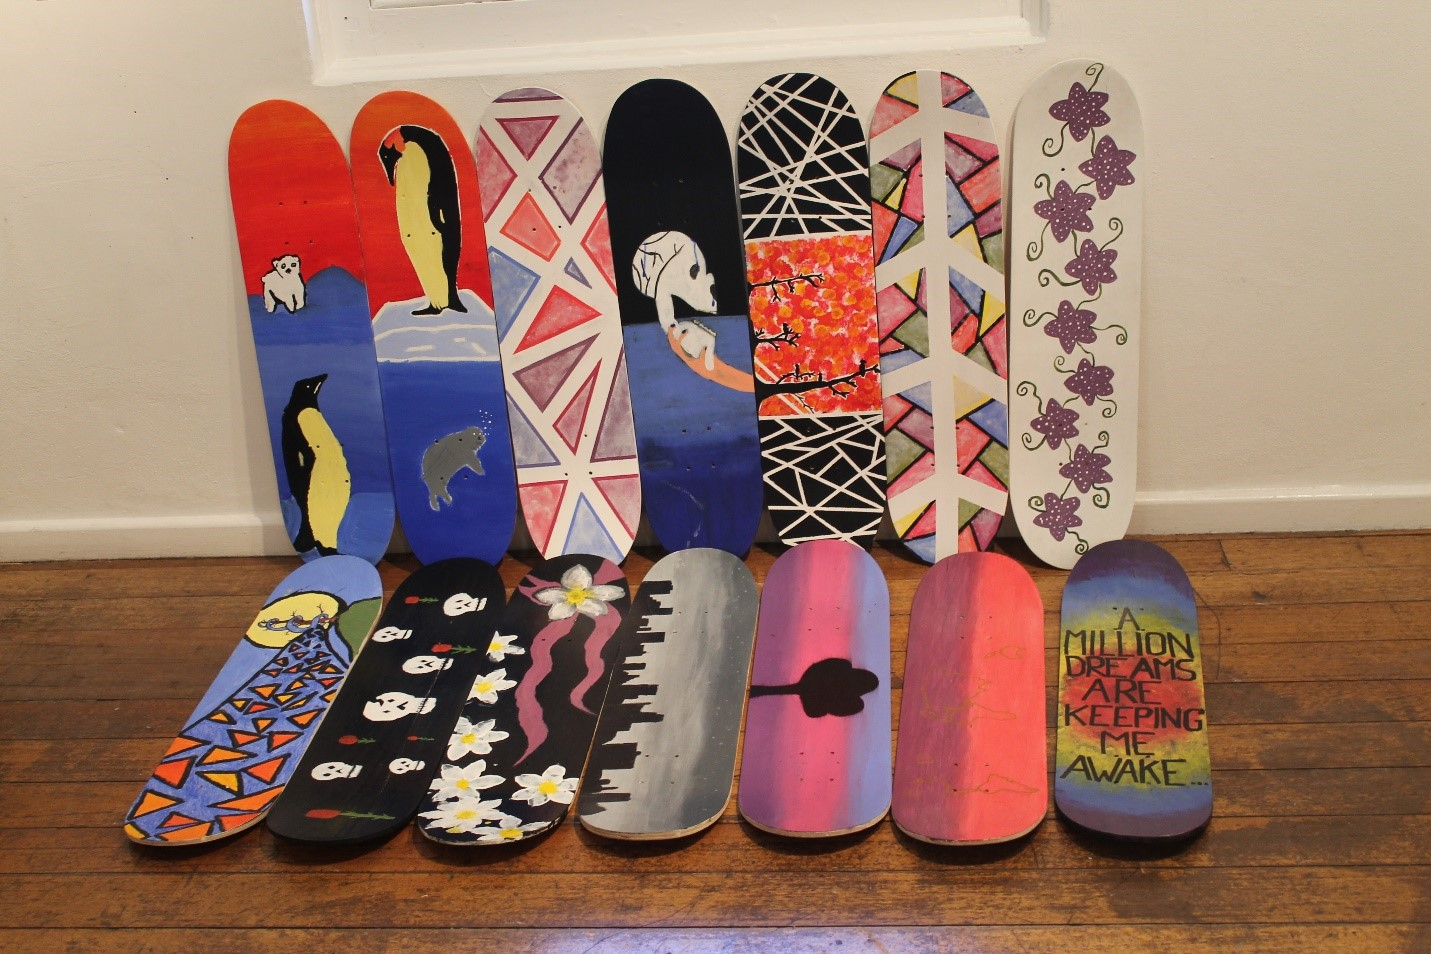 A
MILLION
DREAMS
ARE
KEEPING
ME
AWAKE...